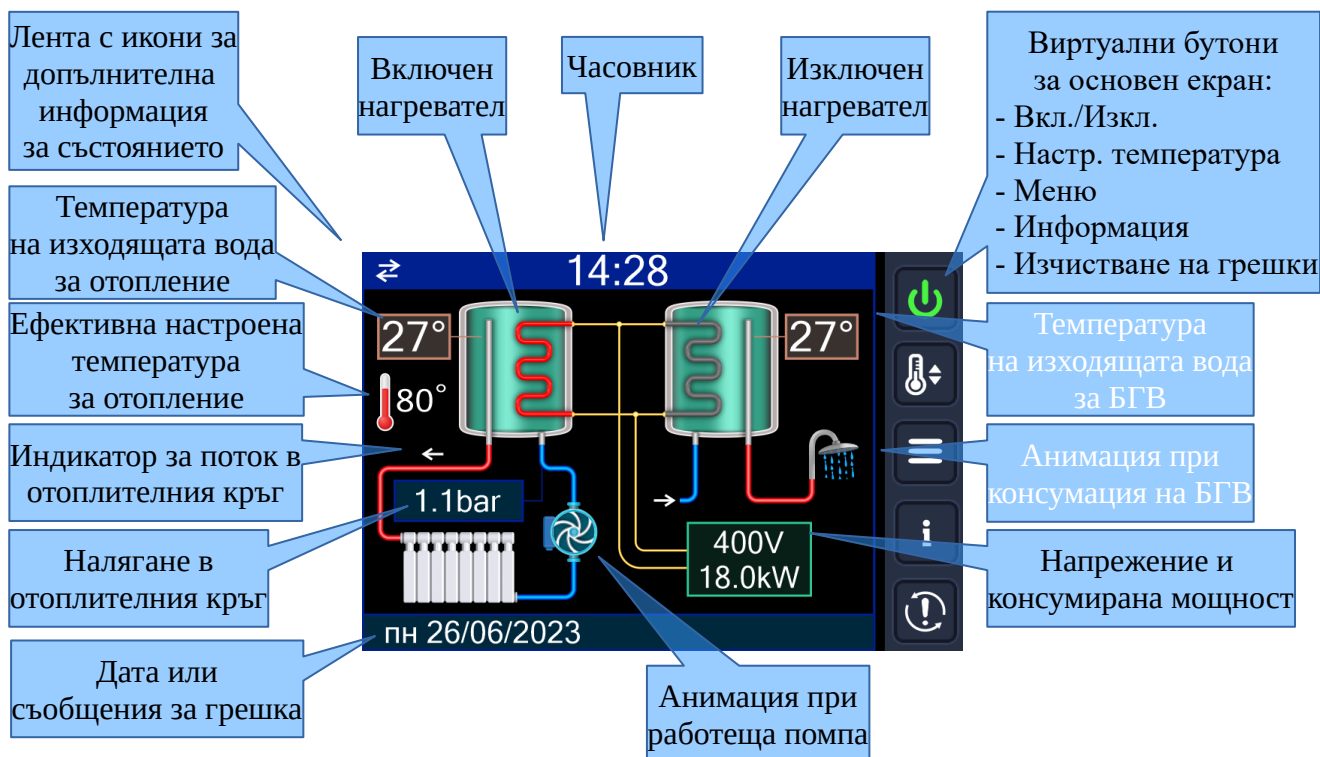 Лента с икони за
допълнителна
информация
за състоянието
Включен
нагревател
Часовник
Изключен
нагревател
Виртуални бутони
за основен екран:
- Вкл./Изкл.
- Настр. температура
- Меню
- Информация
- Изчистване на грешки
Температура
на изходящата вода
за отопление
Ефективна настроена
температура
за отопление
Индикатор за поток в
отоплителния кръг
Налягане в
отоплителния кръг
Дата или
съобщения за грешка
14:28
27°
27°
80°
1.1bar
400V
18.0kW
пн 26/06/2023
Температура
на изходящата вода
за БГВ
Анимация при
консумация на БГВ
Напрежение и
консумирана мощност
Анимация при
работеща помпа